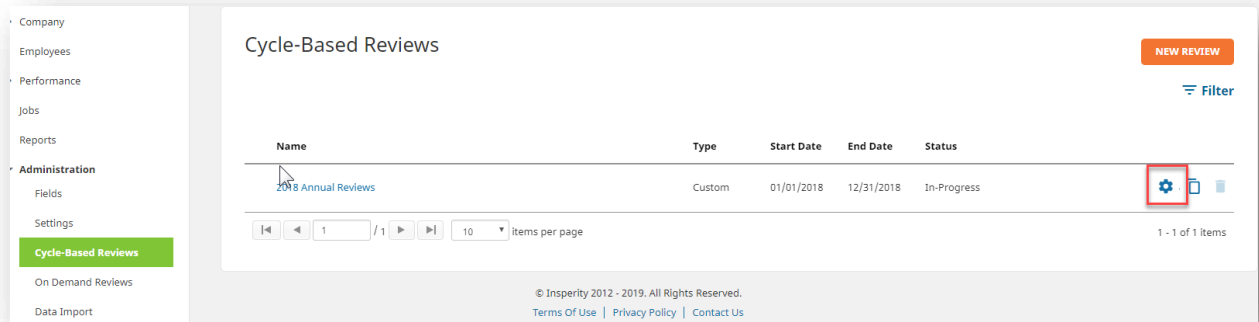 Company
Employees
Performance
Jobs
Reports
Administration
Fields
Settings
Cycle-Based Reviews
On Demand Reviews
Data Import
Cycle-Based Reviews
NEW REVIEW
Filter
Name Type Start Date End Date Status
2018 Annual Reviews Custom 01/01/2018 12/31/2018 In-Progress
1 / 1 10 items per page 1 - 1 of 1 items
© Insperity 2012 - 2019. All Rights Reserved.
Terms Of Use | Privacy Policy | Contact Us